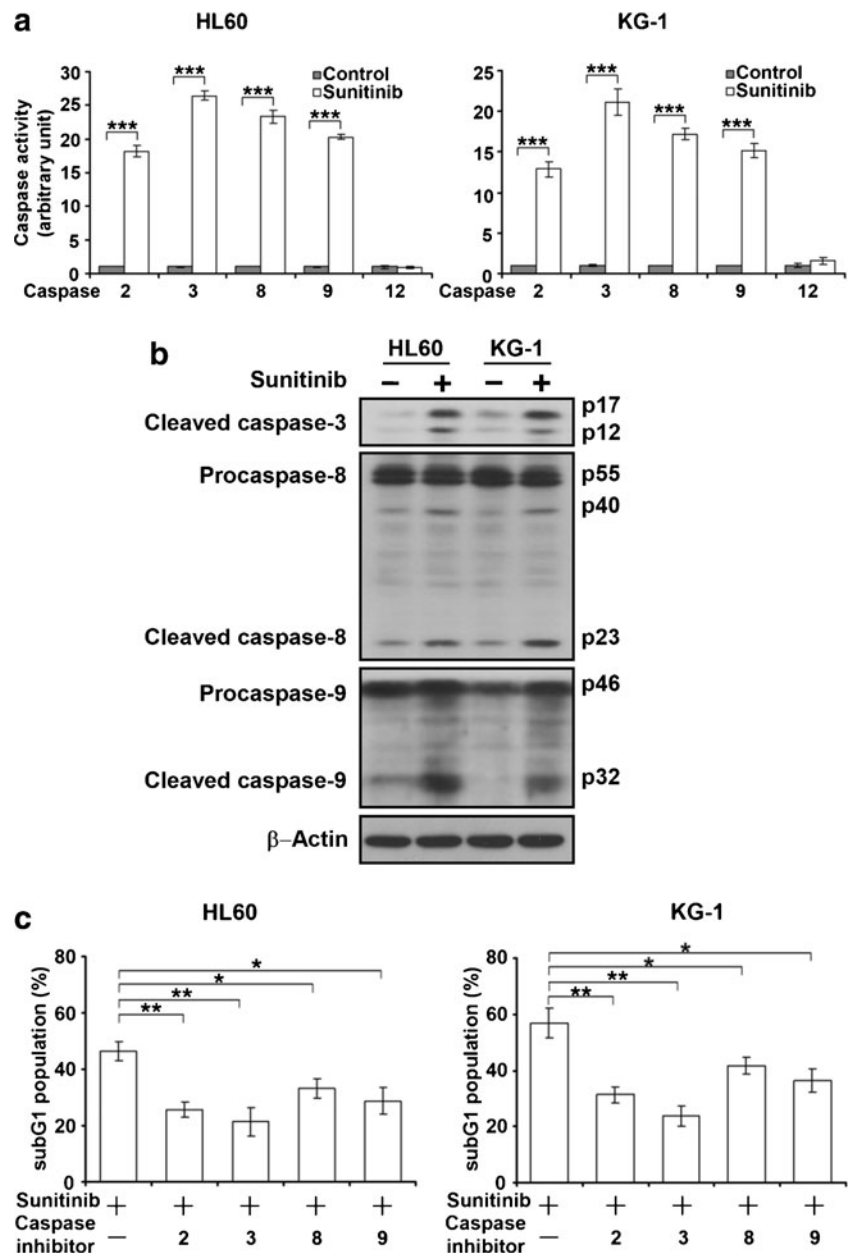 a
HL60
KG-1
Caspase activity
(arbitrary unit)
30
25
20
15
10
5
0
*** *** *** ***
Control
Sunitinib
Caspase 2 3 8 9 12
25
20
15
10
5
0
*** *** *** ***
Control
Sunitinib
2 3 8 9 12
b
HL60 KG-1
Sunitinib − + − +
Cleaved caspase-3
p17
p12
Procaspase-8
p55
p40
Cleaved caspase-8
p23
Procaspase-9
p46
Cleaved caspase-9
p32
β–Actin
c
HL60
KG-1
subG1 population (%)
80
60
40
20
0
*
*
**
**
Sunitinib + + + + +
Caspase
inhibitor — 2 3 8 9
subG1 population (%)
80
60
40
20
0
*
*
**
**
Sunitinib + + + + +
Caspase
inhibitor — 2 3 8 9